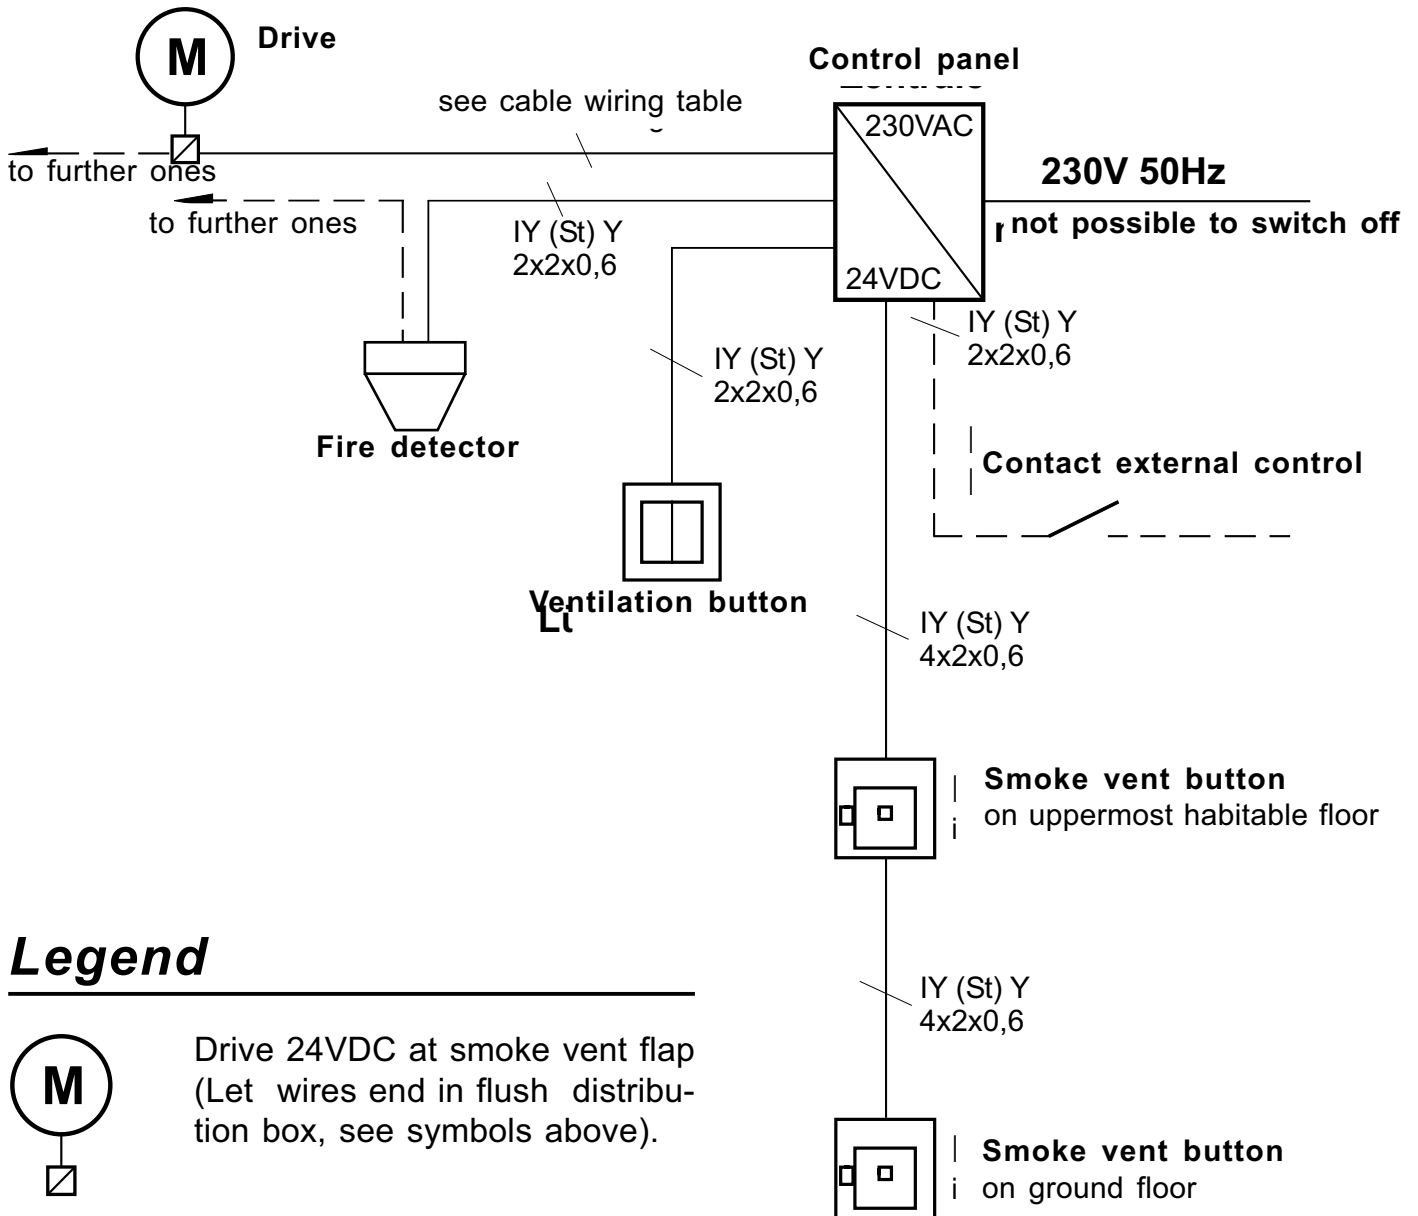 M
Drive
Control panel
see cable wiring table
230VAC
to further ones
230V 50Hz
to further ones
IY (St) Y
2x2x0,6
not possible to switch off
24VDC
IY (St) Y
2x2x0,6
IY (St) Y
2x2x0,6
Fire detector
Contact external control
Ventilation button
IY (St) Y
4x2x0,6
Smoke vent button
on uppermost habitable floor
Legend
IY (St) Y
4x2x0,6
M
Drive 24VDC at smoke vent flap
(Let wires end in flush distribu-
tion box, see symbols above).
Smoke vent button
on ground floor